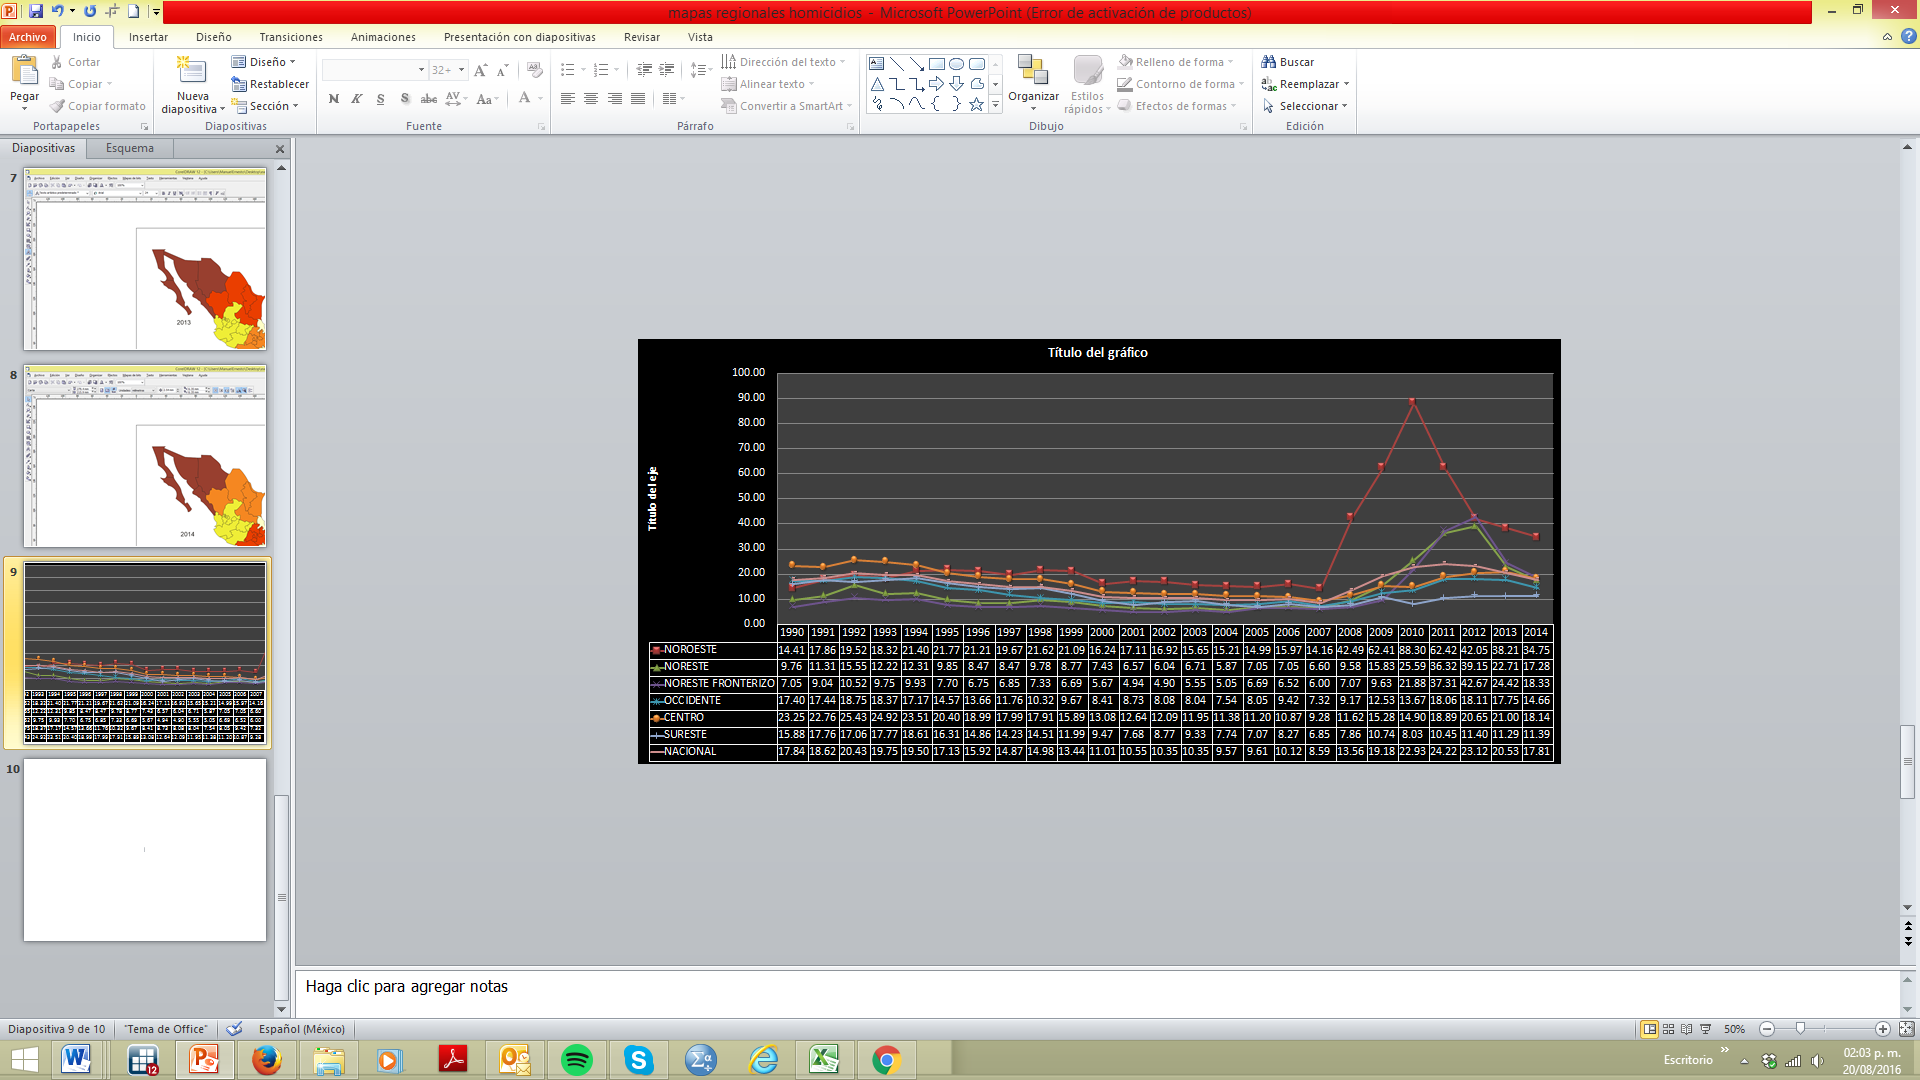 mapas regionales homicidios - Microsoft PowerPoint (Error de activación de productos)
Archivo Inicio Insertar Diseño Transiciones Animaciones Presentación con diapositivas Revisar Vista
Pegar
Cortar
Copiar
Copiar formato
Portapapeles
Nueva diapositiva
Diseño
Restablecer
Sección
Diapositivas
32+
N K S S abc AV Aa A
Fuente
Dirección del texto
Alinear texto
Convertir a SmartArt
Párrafo
Organizar
Estilos rápidos
Relleno de forma
Contorno de forma
Efectos de formas
Dibujo
Buscar
Reemplazar
Seleccionar
Edición
Diapositivas Esquema
7
2013
8
2014
9
10
Título del gráfico
Título del eje
100.00
90.00
80.00
70.00
60.00
50.00
40.00
30.00
20.00
10.00
0.00
1990 1991 1992 1993 1994 1995 1996 1997 1998 1999 2000 2001 2002 2003 2004 2005 2006 2007 2008 2009 2010 2011 2012 2013 2014
NOROESTE 14.41 17.86 19.52 18.32 21.40 21.77 21.21 19.67 21.62 21.09 16.24 17.11 16.92 15.65 15.21 14.99 15.97 14.16 42.49 62.41 88.30 62.42 42.05 38.21 34.75
NORESTE 9.76 11.31 15.55 12.22 12.31 9.85 8.47 8.47 9.78 8.77 7.43 6.57 6.04 6.71 5.87 7.05 7.05 6.60 9.58 15.83 25.59 36.32 39.15 22.71 17.28
NORESTE FRONTERIZO 7.05 9.04 10.52 9.75 9.93 7.70 6.75 6.85 7.33 6.69 5.67 4.94 4.90 5.55 5.05 6.69 6.52 6.00 7.07 9.63 21.88 37.31 42.67 24.42 18.33
OCCIDENTE 17.40 17.44 18.75 18.37 17.17 14.57 13.66 11.76 10.32 9.67 8.41 8.73 8.08 8.04 7.54 8.05 9.42 7.32 9.17 12.53 13.67 18.06 18.11 17.75 14.66
CENTRO 23.25 22.76 25.43 24.92 23.51 20.40 18.99 17.99 17.91 15.89 13.08 12.64 12.09 11.95 11.38 11.20 10.87 9.28 11.62 15.28 14.90 18.89 20.65 21.00 18.14
SURESTE 15.88 17.76 17.06 17.77 18.61 16.31 14.86 14.23 14.51 11.99 9.47 7.68 8.77 9.33 7.74 7.07 8.27 6.85 7.86 10.74 8.03 10.45 11.40 11.29 11.39
NACIONAL 17.84 18.62 20.43 19.75 19.50 17.13 15.92 14.87 14.98 13.44 11.01 10.55 10.35 10.35 9.57 9.61 10.12 8.59 13.56 19.18 22.93 24.22 23.12 20.53 17.81
Haga clic para agregar notas
Diapositiva 9 de 10 "Tema de Office" Español (México) 50%
12
Escritorio
02:03 p. m.
20/08/2016